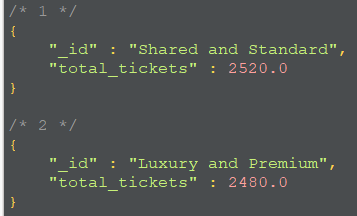 /* 1 */
{
    "_id" : "Shared and Standard",
    "total_tickets" : 2520.0
}
/* 2 */
{
    "_id" : "Luxury and Premium",
    "total_tickets" : 2480.0
}